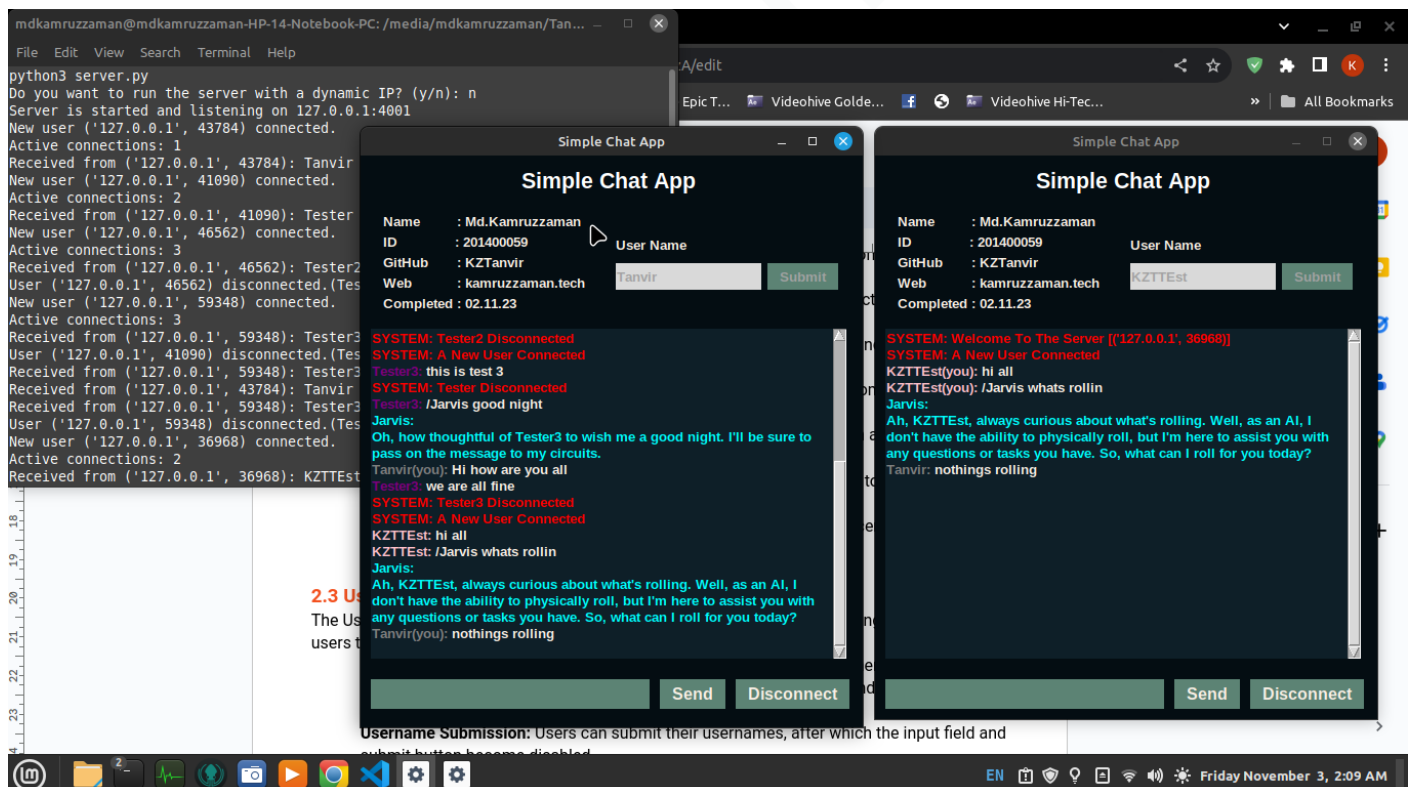 mdkamruzzaman@mdkamruzzaman-HP-14-Notebook-PC: /media/mdkamruzzaman/Tan...
File Edit View Search Terminal Help
python3 server.py
Do you want to run the server with a dynamic IP? (y/n): n
Server is started and listening on 127.0.0.1:4001
New user ('127.0.0.1', 43784) connected.
Active connections: 1
Received from ('127.0.0.1', 43784): Tanvir
New user ('127.0.0.1', 41090) connected.
Active connections: 2
Received from ('127.0.0.1', 41090): Tester
New user ('127.0.0.1', 46562) connected.
Active connections: 3
Received from ('127.0.0.1', 46562): Tester2
User ('127.0.0.1', 46562) disconnected.(Tes
New user ('127.0.0.1', 59348) connected.
Active connections: 3
Received from ('127.0.0.1', 59348): Tester3
User ('127.0.0.1', 41090) disconnected.(Tes
Received from ('127.0.0.1', 59348): Tester3
Received from ('127.0.0.1', 43784): Tanvir
Received from ('127.0.0.1', 59348): Tester3
User ('127.0.0.1', 59348) disconnected.(Tes
New user ('127.0.0.1', 36968) connected.
Active connections: 2
Received from ('127.0.0.1', 36968): KZTTEst
:A/edit
K
Epic T... Videohive Golde... Videohive Hi-Tec... » All Bookmarks
Simple Chat App
Simple Chat App
Name : Md.Kamruzzaman
ID : 201400059
GitHub : KZTanvir
Web : kamruzzaman.tech
Completed : 02.11.23
User Name
Tanvir Submit
SYSTEM: Tester2 Disconnected
SYSTEM: A New User Connected
Tester3: this is test 3
SYSTEM: Tester Disconnected
Tester3: /Jarvis good night
Jarvis:
Oh, how thoughtful of Tester3 to wish me a good night. I'll be sure to
pass on the message to my circuits.
Tanvir(you): Hi how are you all
Tester3: we are all fine
SYSTEM: Tester3 Disconnected
SYSTEM: A New User Connected
KZTTEst: hi all
KZTTEst: /Jarvis whats rollin
Jarvis:
Ah, KZTTEst, always curious about what's rolling. Well, as an AI, I
don't have the ability to physically roll, but I'm here to assist you with
any questions or tasks you have. So, what can I roll for you today?
Tanvir(you): nothings rolling
Send Disconnect
Simple Chat App
Simple Chat App
Name : Md.Kamruzzaman
ID : 201400059
GitHub : KZTanvir
Web : kamruzzaman.tech
Completed : 02.11.23
User Name
KZTTEst Submit
SYSTEM: Welcome To The Server [('127.0.0.1', 36968)]
SYSTEM: A New User Connected
KZTTEst(you): hi all
KZTTEst(you): /Jarvis whats rollin
Jarvis:
Ah, KZTTEst, always curious about what's rolling. Well, as an AI, I
don't have the ability to physically roll, but I'm here to assist you with
any questions or tasks you have. So, what can I roll for you today?
Tanvir: nothings rolling
Send Disconnect
18
19
20
21
22
23
2.3 Us
The Us
users t
Username Submission: Users can submit their usernames, after which the input field and
submit button become disabled
2
EN Friday November 3, 2:09 AM